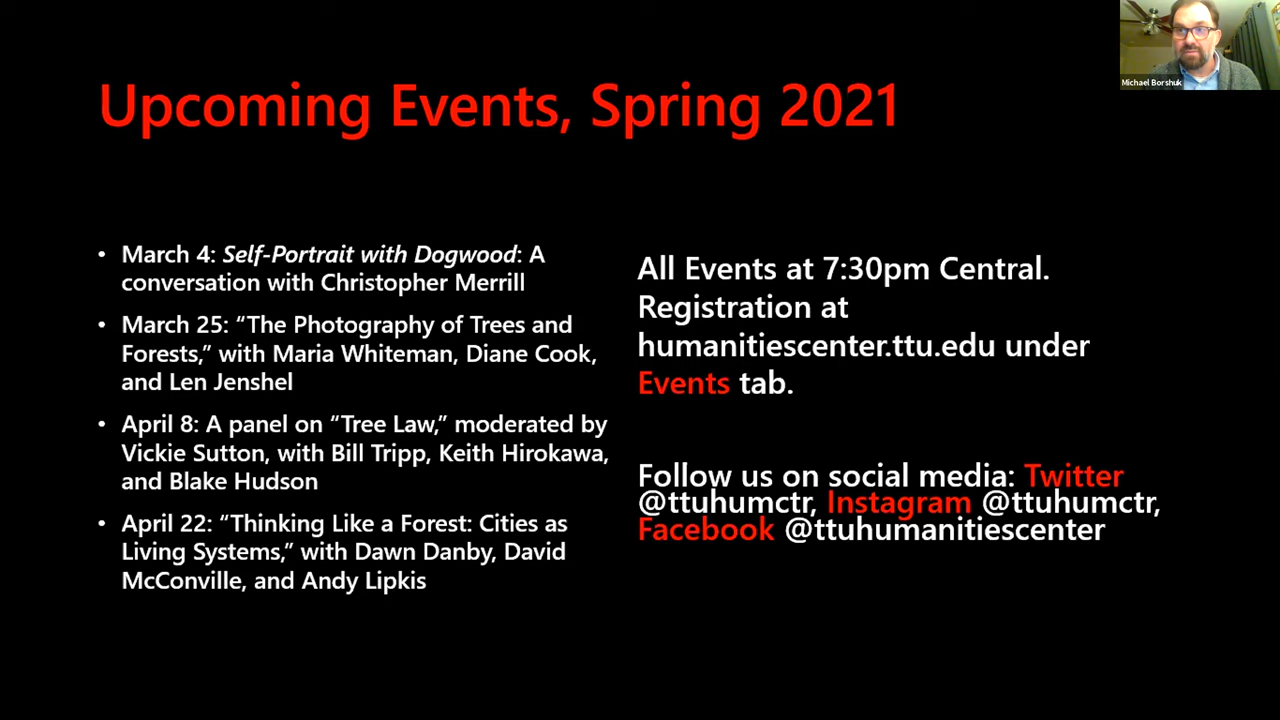 Michael Borshuk
Upcoming Events, Spring 2021
• March 4: Self-Portrait with Dogwood: A
conversation with Christopher Merrill
• March 25: “The Photography of Trees and
Forests,” with Maria Whiteman, Diane Cook,
and Len Jenshel
• April 8: A panel on “Tree Law,” moderated by
Vickie Sutton, with Bill Tripp, Keith Hirokawa,
and Blake Hudson
• April 22: “Thinking Like a Forest: Cities as
Living Systems,” with Dawn Danby, David
McConville, and Andy Lipkis
All Events at 7:30pm Central.
Registration at
humanitiescenter.ttu.edu under
Events tab.
Follow us on social media: Twitter
@ttuhumctr, Instagram @ttuhumctr,
Facebook @ttuhumanitiescenter